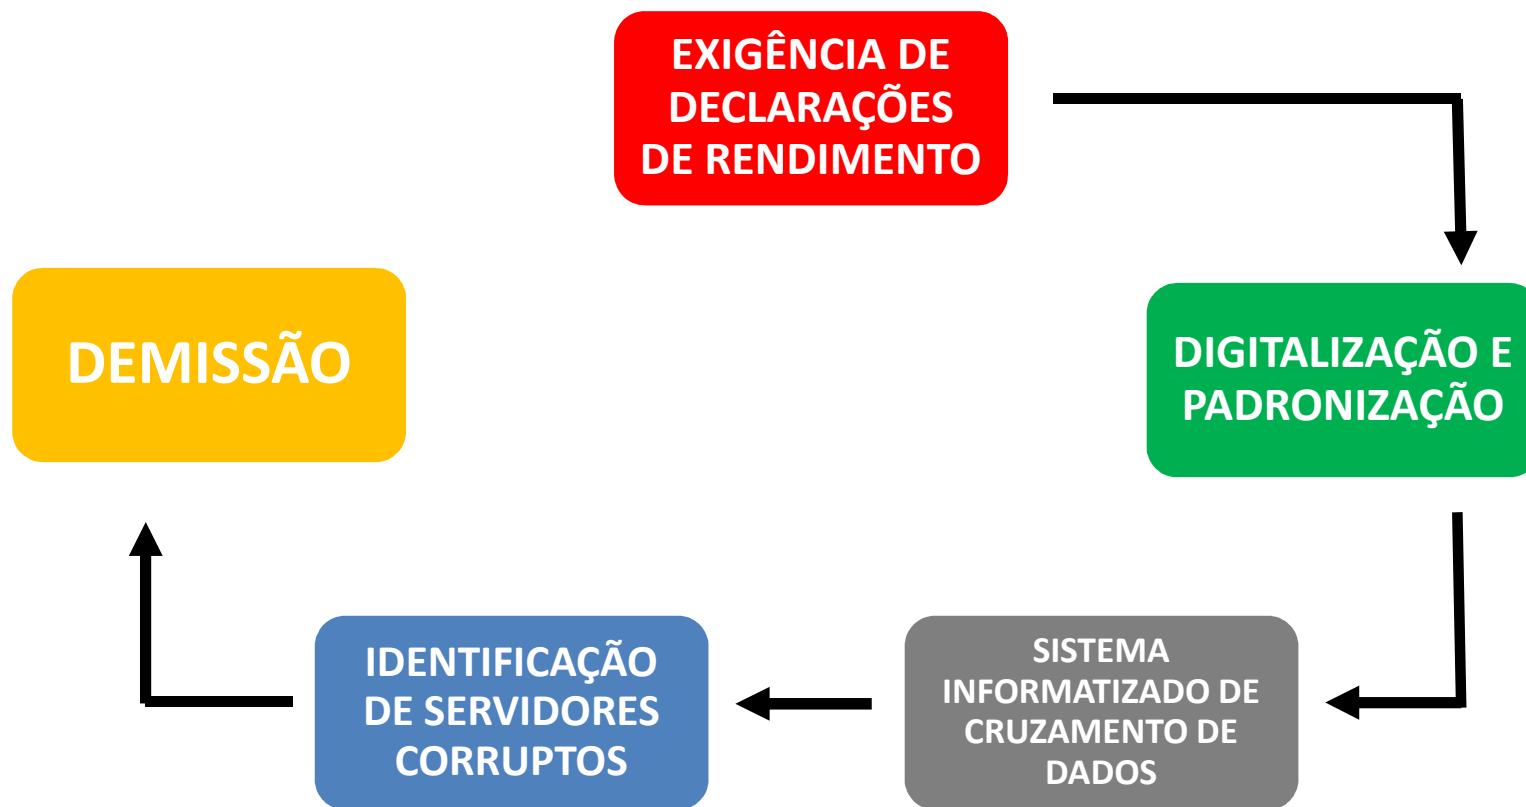 EXIGÊNCIA DE
DECLARAÇÕES
DE RENDIMENTO
DIGITALIZAÇÃO E
PADRONIZAÇÃO
SISTEMA
INFORMATIZADO DE
CRUZAMENTO DE
DADOS
IDENTIFICAÇÃO
DE SERVIDORES
CORRUPTOS
DEMISSÃO